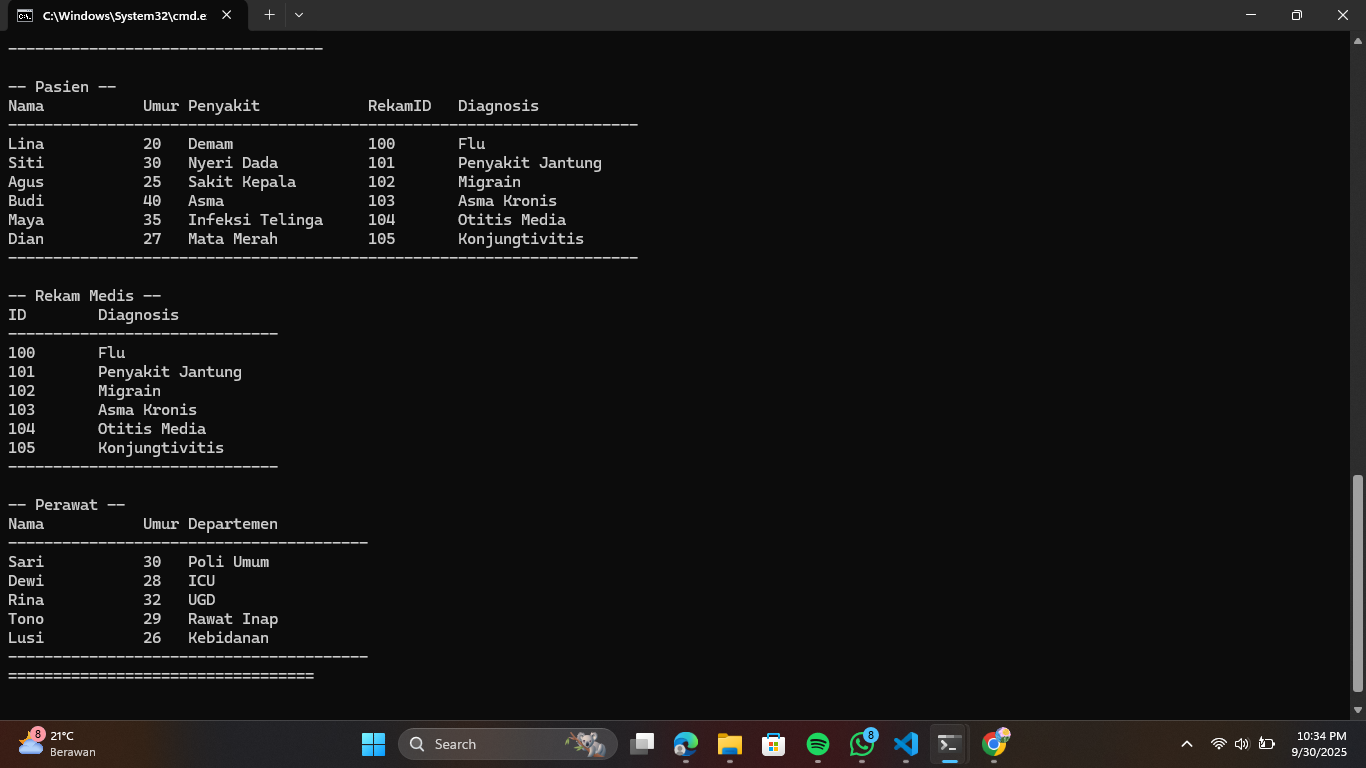 C:\Windows\System32\cmd.e
-----------------------------------
-- Pasien --
Nama           Umur Penyakit            RekamID   Diagnosis
----------------------------------------------------------------------
Lina           20   Demam               100       Flu
Siti           30   Nyeri Dada          101       Penyakit Jantung
Agus           25   Sakit Kepala        102       Migrain
Budi           40   Asma                103       Asma Kronis
Maya           35   Infeksi Telinga     104       Otitis Media
Dian           27   Mata Merah          105       Konjungtivitis
----------------------------------------------------------------------
-- Rekam Medis --
ID        Diagnosis
------------------------------
100       Flu
101       Penyakit Jantung
102       Migrain
103       Asma Kronis
104       Otitis Media
105       Konjungtivitis
------------------------------
-- Perawat --
Nama           Umur Departemen
----------------------------------------
Sari           30   Poli Umum
Dewi           28   ICU
Rina           32   UGD
Tono           29   Rawat Inap
Lusi           26   Kebidanan
----------------------------------------
==================================
8
21°C
Berawan
Search
8
10:34 PM
9/30/2025